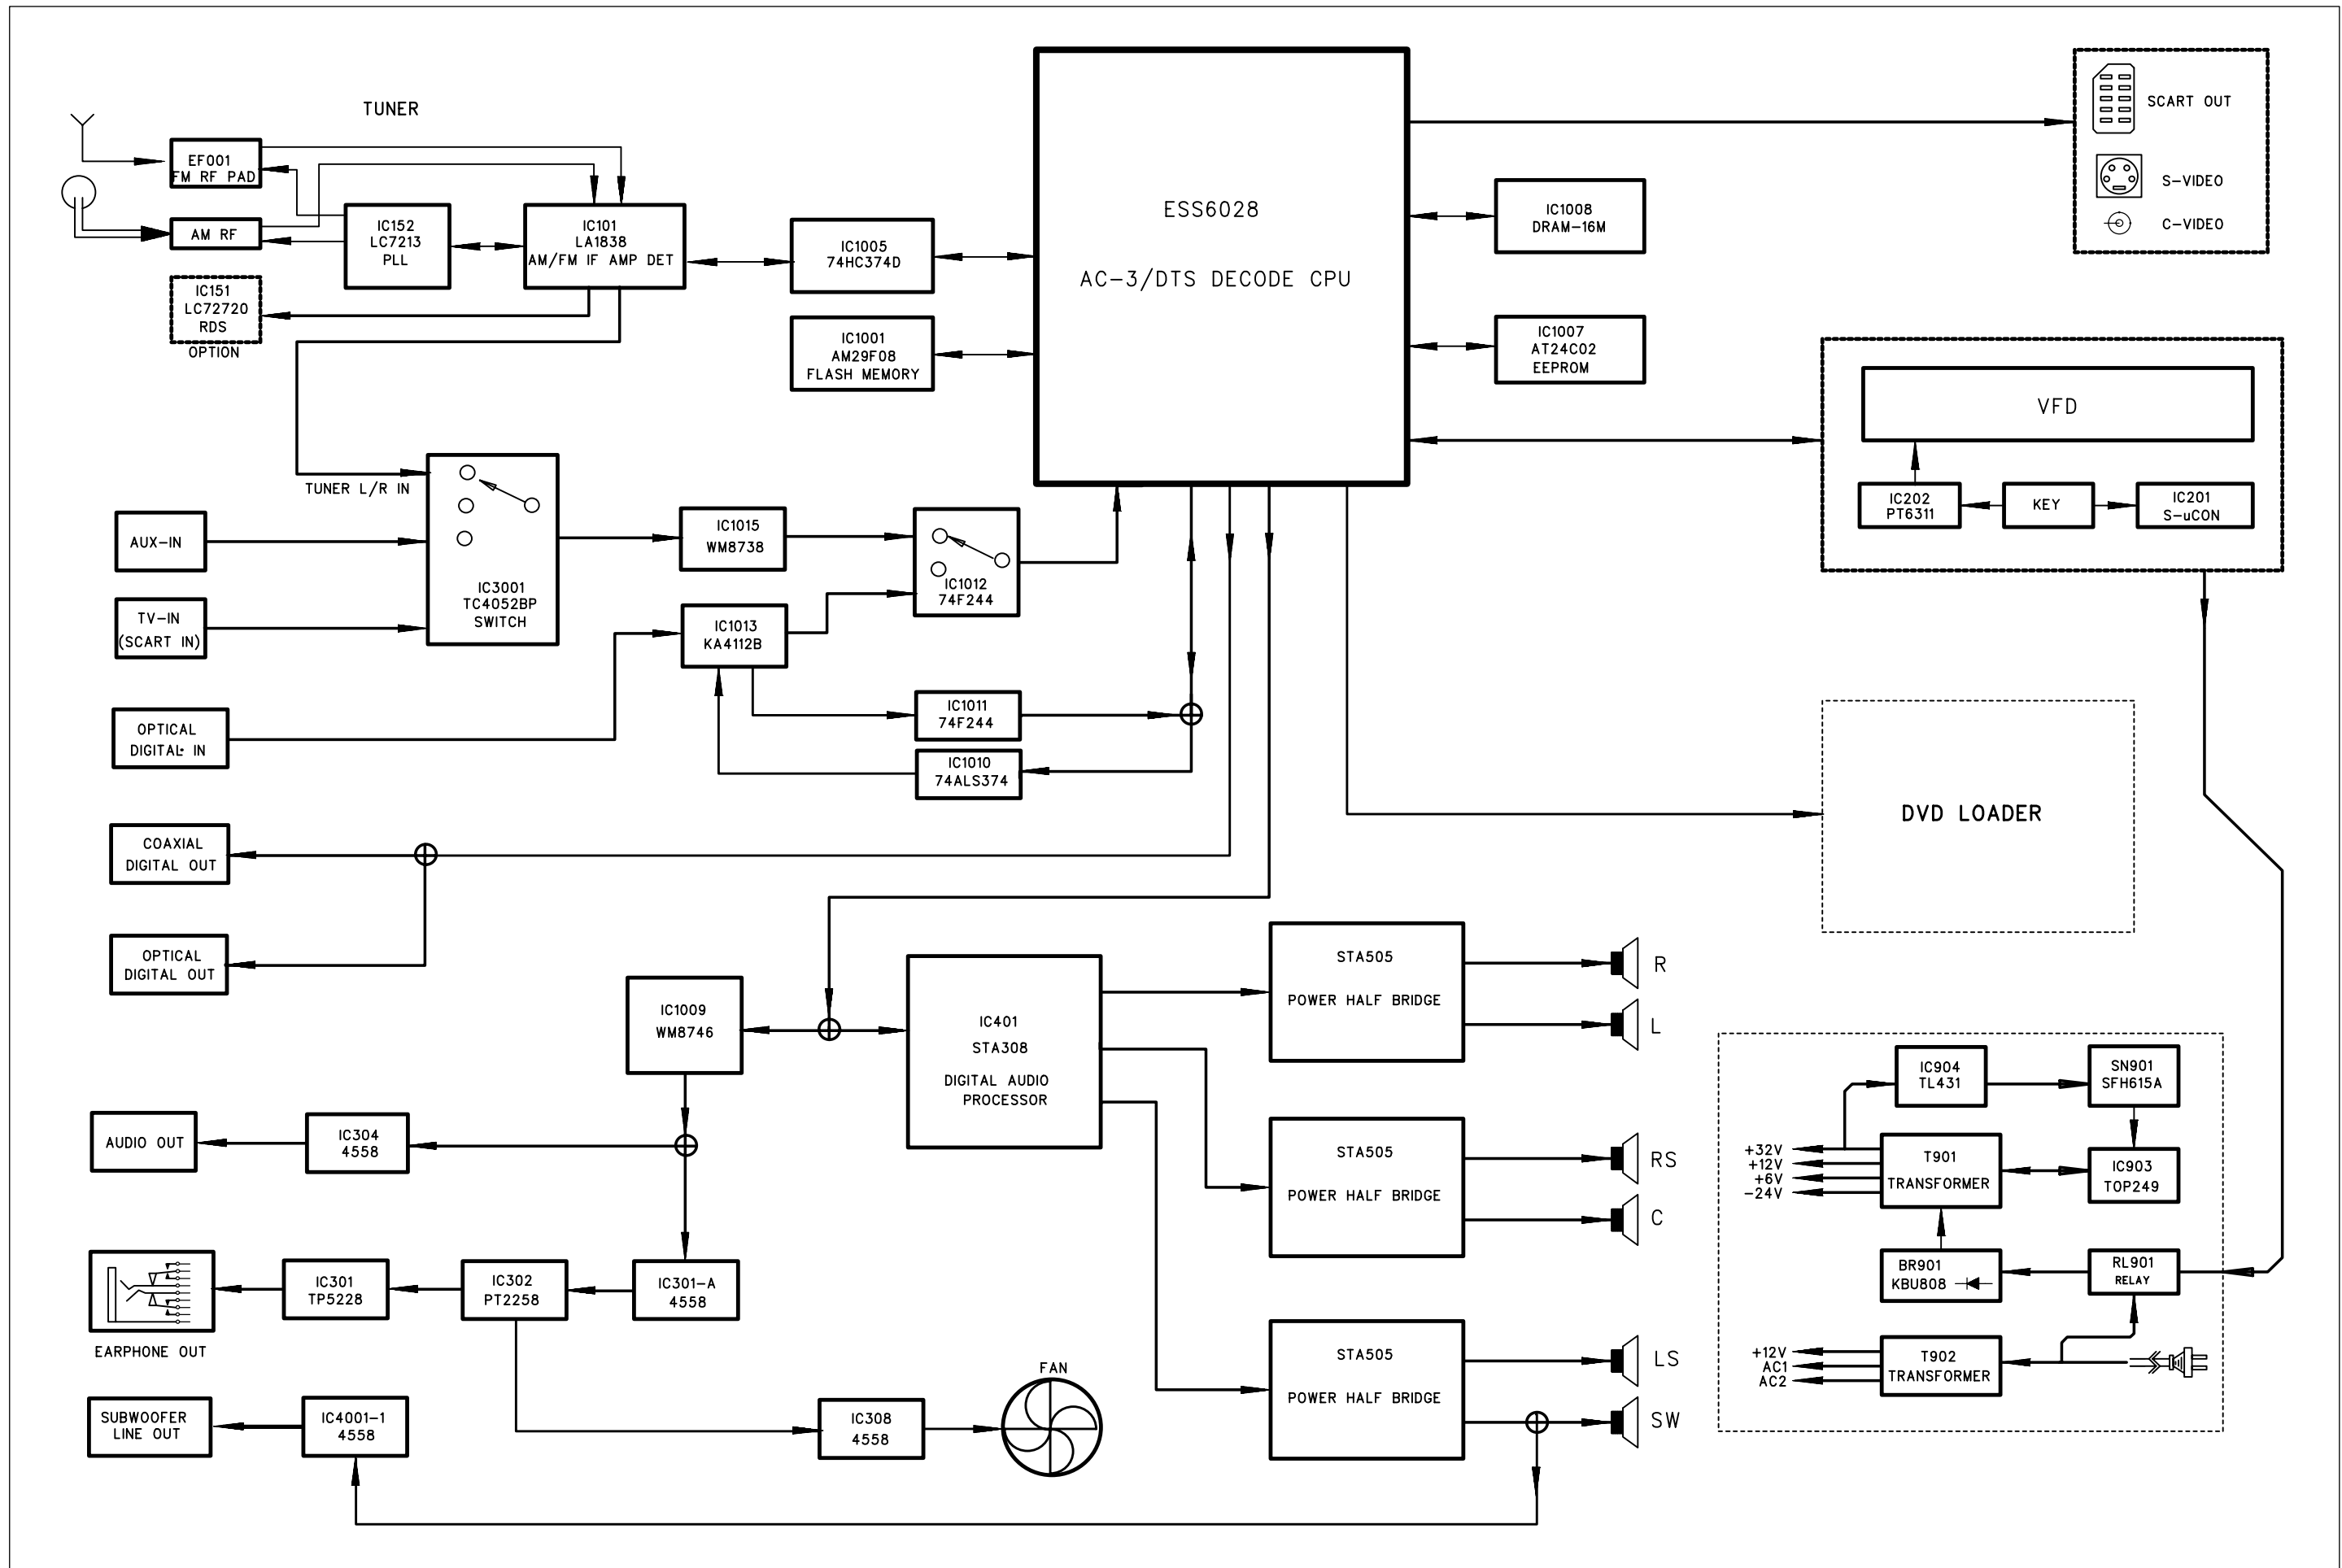 TUNER
EF001
FM RF PAD
AM RF
IC152
LC7213
PLL
IC101
LA1838
AM/FM IF AMP DET
IC151
LC72720
RDS
OPTION
IC1005
74HC374D
IC1001
AM29F08
FLASH MEMORY
ESS6028
AC-3/DTS DECODE CPU
IC1008
DRAM-16M
IC1007
AT24C02
EEPROM
SCART OUT
S-VIDEO
C-VIDEO
VFD
IC202
PT6311
KEY
IC201
S-uCON
TUNER L/R IN
AUX-IN
TV-IN
(SCART IN)
IC3001
TC4052BP
SWITCH
IC1015
WM8738
IC1012
74F244
IC1013
KA4112B
OPTICAL
DIGITAL IN
IC1011
74F244
IC1010
74ALS374
COAXIAL
DIGITAL OUT
OPTICAL
DIGITAL OUT
DVD LOADER
IC1009
WM8746
IC401
STA308
DIGITAL AUDIO
PROCESSOR
STA505
POWER HALF BRIDGE
R
L
STA505
POWER HALF BRIDGE
RS
C
STA505
POWER HALF BRIDGE
LS
SW
AUDIO OUT
IC304
4558
EARPHONE OUT
IC301
TP5228
IC302
PT2258
IC301-A
4558
SUBWOOFER
LINE OUT
IC4001-1
4558
IC308
4558
FAN
IC904
TL431
SN901
SFH615A
+32V
+12V
+6V
-24V
T901
TRANSFORMER
IC903
TOP249
BR901
KBU808
RL901
RELAY
+12V
AC1
AC2
T902
TRANSFORMER